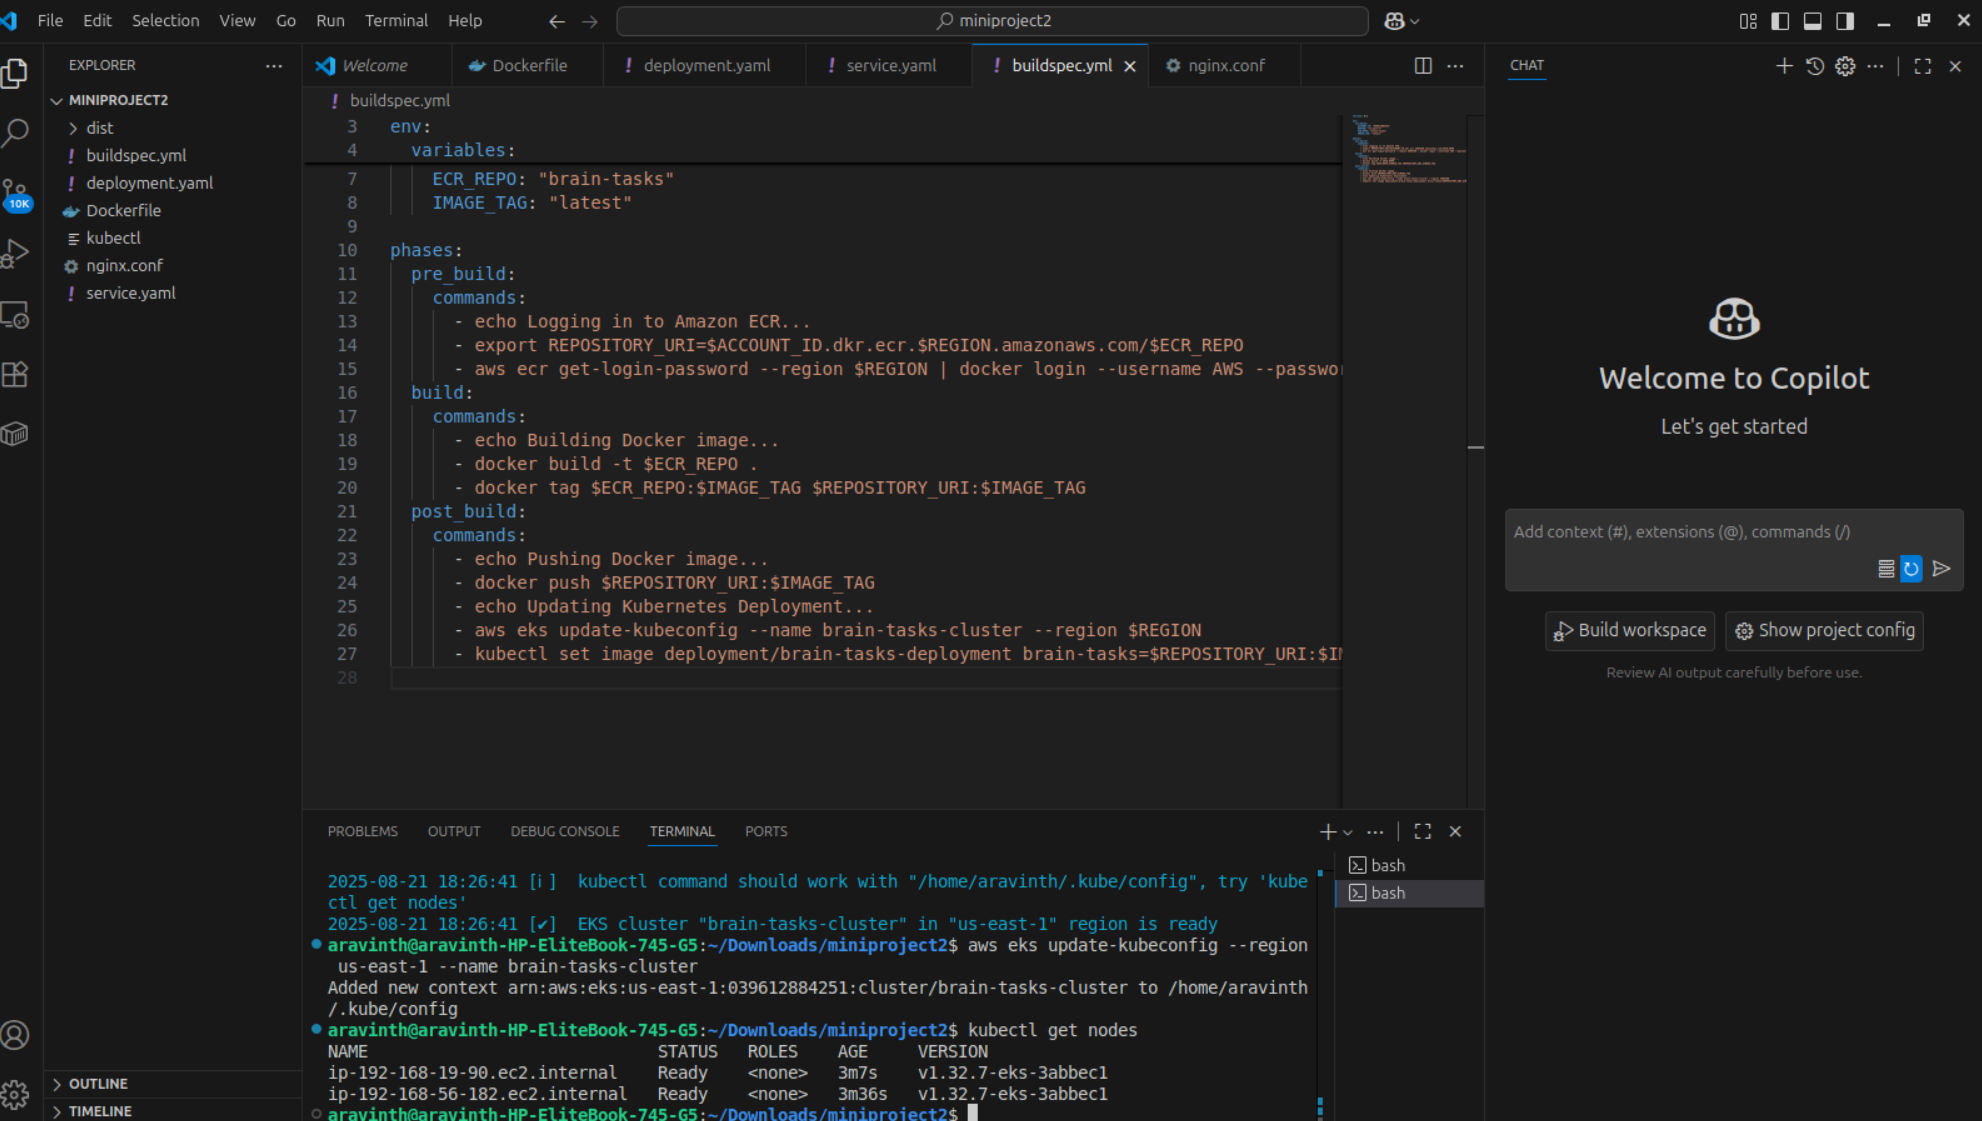 File Edit Selection View Go Run Terminal Help miniproject2
EXPLORER
MINIPROJECT2
dist
buildspec.yml
deployment.yaml
Dockerfile
kubectl
nginx.conf
service.yaml
OUTLINE
TIMELINE
10K
Welcome Dockerfile deployment.yaml service.yaml buildspec.yml nginx.conf
buildspec.yml
3 env:
4 variables:
7 ECR_REPO: "brain-tasks"
8 IMAGE_TAG: "latest"
9
10 phases:
11 pre_build:
12 commands:
13 - echo Logging in to Amazon ECR...
14 - export REPOSITORY_URI=$ACCOUNT_ID.dkr.ecr.$REGION.amazonaws.com/$ECR_REPO
15 - aws ecr get-login-password --region $REGION | docker login --username AWS --passwor
16 build:
17 commands:
18 - echo Building Docker image...
19 - docker build -t $ECR_REPO .
20 - docker tag $ECR_REPO:$IMAGE_TAG $REPOSITORY_URI:$IMAGE_TAG
21 post_build:
22 commands:
23 - echo Pushing Docker image...
24 - docker push $REPOSITORY_URI:$IMAGE_TAG
25 - echo Updating Kubernetes Deployment...
26 - aws eks update-kubeconfig --name brain-tasks-cluster --region $REGION
27 - kubectl set image deployment/brain-tasks-deployment brain-tasks=$REPOSITORY_URI:$IM
28
PROBLEMS OUTPUT DEBUG CONSOLE TERMINAL PORTS
2025-08-21 18:26:41 [ℹ]  kubectl command should work with "/home/aravinth/.kube/config", try 'kube
ctl get nodes'
2025-08-21 18:26:41 [✔]  EKS cluster "brain-tasks-cluster" in "us-east-1" region is ready
aravinth@aravinth-HP-EliteBook-745-G5:~/Downloads/miniproject2$ aws eks update-kubeconfig --region
us-east-1 --name brain-tasks-cluster
Added new context arn:aws:eks:us-east-1:039612884251:cluster/brain-tasks-cluster to /home/aravinth
/.kube/config
aravinth@aravinth-HP-EliteBook-745-G5:~/Downloads/miniproject2$ kubectl get nodes
NAME STATUS ROLES AGE VERSION
ip-192-168-19-90.ec2.internal Ready <none> 3m7s v1.32.7-eks-3abbec1
ip-192-168-56-182.ec2.internal Ready <none> 3m36s v1.32.7-eks-3abbec1
aravinth@aravinth-HP-EliteBook-745-G5:~/Downloads/miniproject2$
bash
bash
CHAT
Welcome to Copilot
Let's get started
Add context (#), extensions (@), commands (/)
Build workspace Show project config
Review AI output carefully before use.